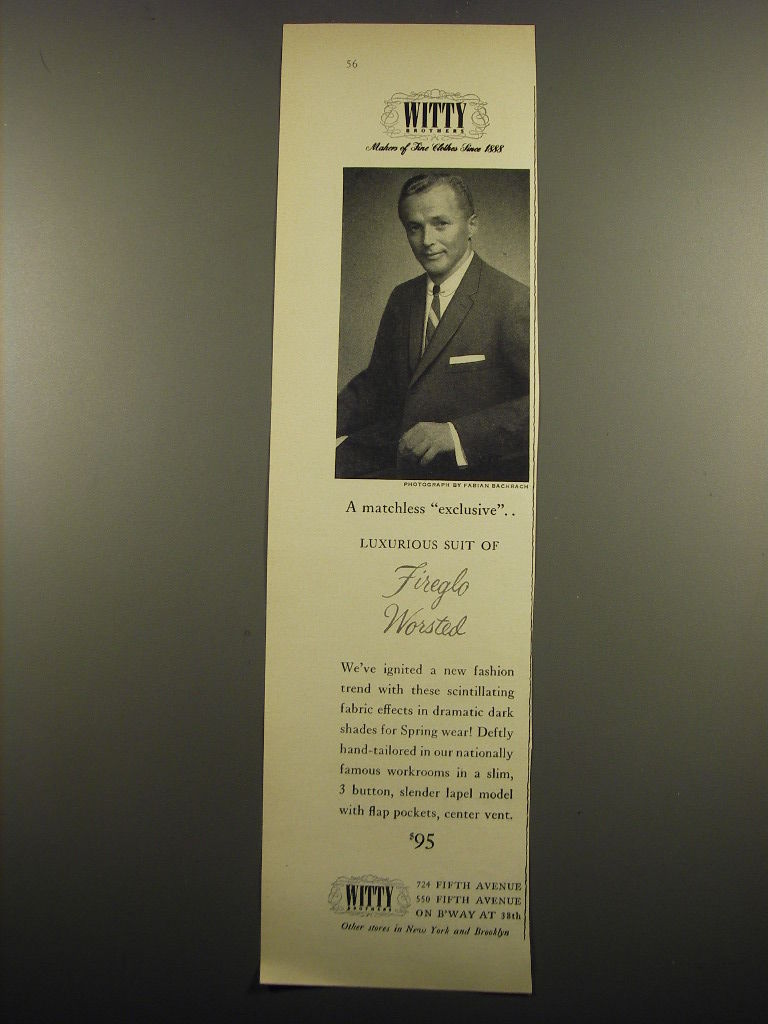 56
WITTY
BROTHERS
Makers of Fine Clothes Since 1888
PHOTOGRAPH BY FABIAN BACHRACH
A matchless “exclusive”. .
LUXURIOUS SUIT OF
Fireglo
Worsted
We've ignited a new fashion
trend with these scintillating
fabric effects in dramatic dark
shades for Spring wear! Deftly
hand-tailored in our nationally
famous workrooms in a slim,
3 button, slender lapel model
with flap pockets, center vent.
$95
WITTY
BROTHERS
724 FIFTH AVENUE
550 FIFTH AVENUE
ON B'WAY AT 38th
Other stores in New York and Brooklyn